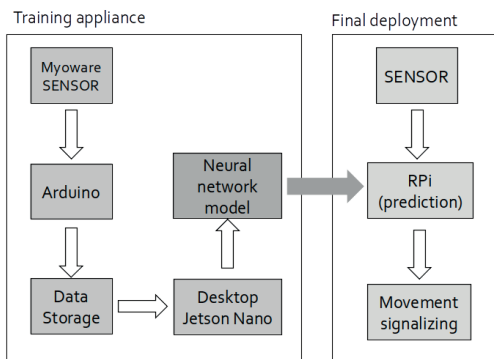 Training appliance
Myoware
SENSOR
Arduino
Data
Storage
Desktop
Jetson Nano
Neural
network
model
Final deployment
SENSOR
RPi
(prediction)
Movement
signalizing